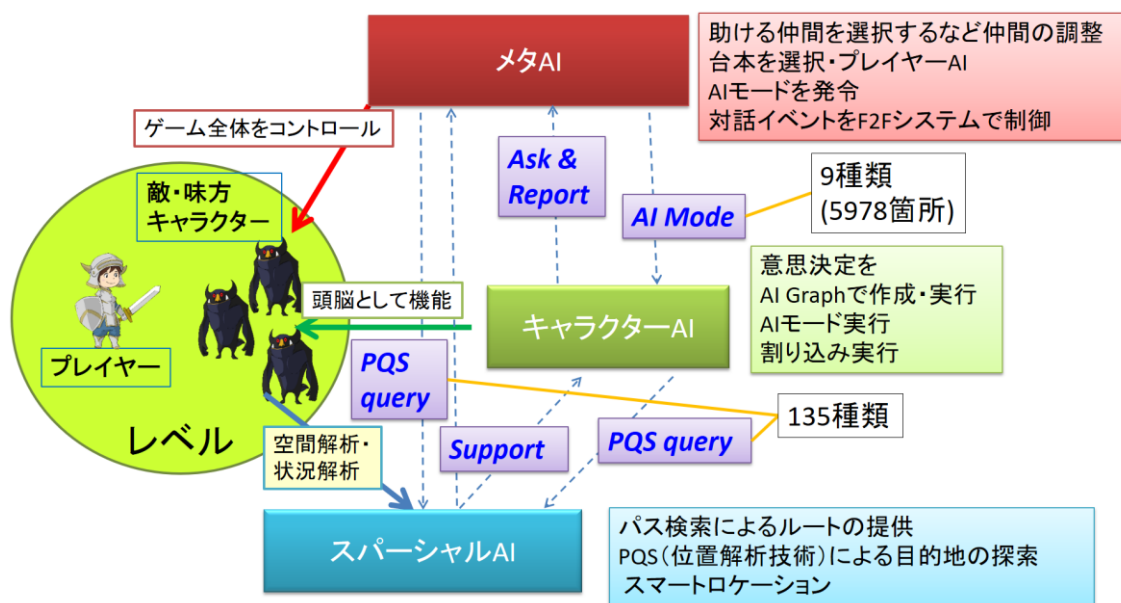 メタAI
助ける仲間を選択するなど仲間の調整
台本を選択・プレイヤーAI
AIモードを発令
対話イベントをF2Fシステムで制御
ゲーム全体をコントロール
Ask &
Report
AI Mode
9種類
(5978箇所)
敵・味方
キャラクター
プレイヤー
レベル
頭脳として機能
キャラクターAI
意思決定を
AI Graphで作成・実行
AIモード実行
割り込み実行
PQS
query
Support
PQS query
135種類
空間解析・
状況解析
スパーシャルAI
パス検索によるルートの提供
PQS(位置解析技術)による目的地の探索
スマートロケーション